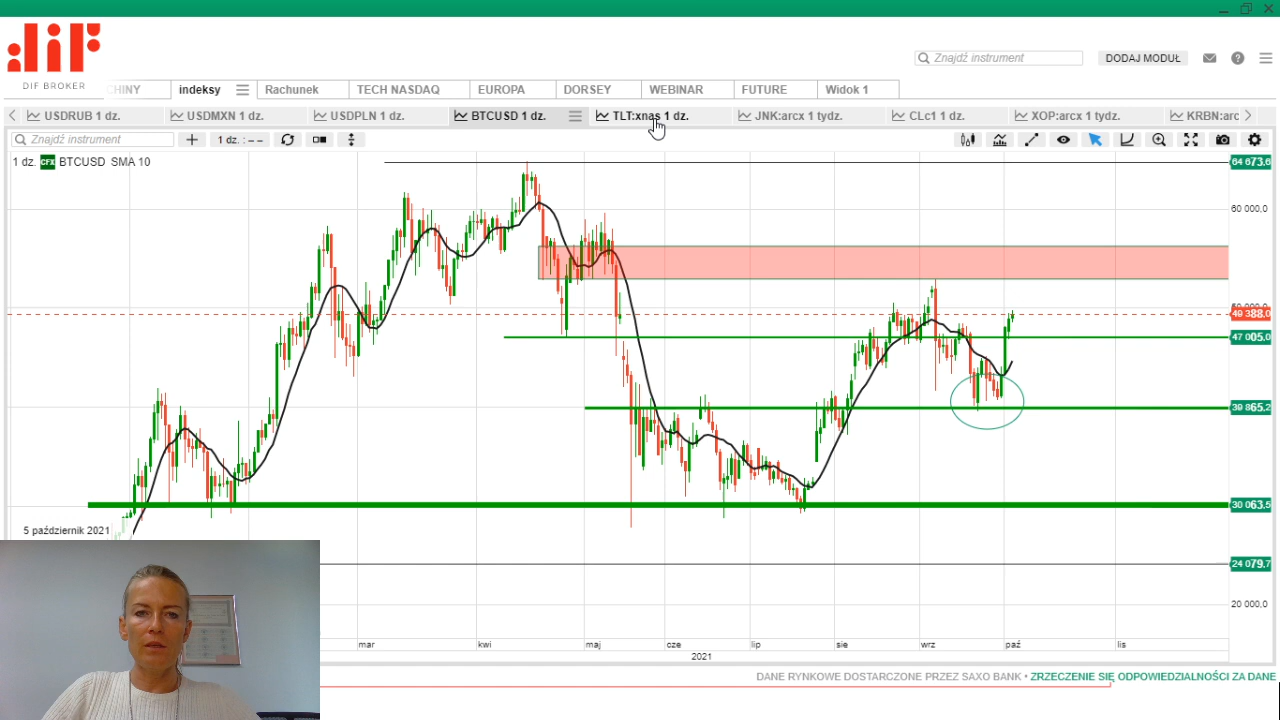 dif
DIF BROKER
Znajdź instrument
DODAJ MODUŁ
?
CHINY
indeksy
Rachunek
TECH NASDAQ
EUROPA
DORSEY
WEBINAR
FUTURE
Widok 1
USDRUB 1 dz.
USDMXN 1 dz.
USDPLN 1 dz.
BTCUSD 1 dz.
TLT:xnas 1 dz.
JNK:arcx 1 tydz.
CLc1 1 dz.
XOP:arcx 1 tydz.
KRBN:arc
Znajdź instrument
1 dz. : – –
1 dz. CFX BTCUSD SMA 10
64 673,6
60 000,0
49 388,0
47 005,0
39 865,2
30 063,5
24 079,7
20 000,0
5 październik 2021
mar
kwi
maj
cze
lip
sie
wrz
paź
lis
2021
DANE RYNKOWE DOSTARCZONE PRZEZ SAXO BANK • ZRZECZENIE SIĘ ODPOWIEDZIALNOŚCI ZA DANE